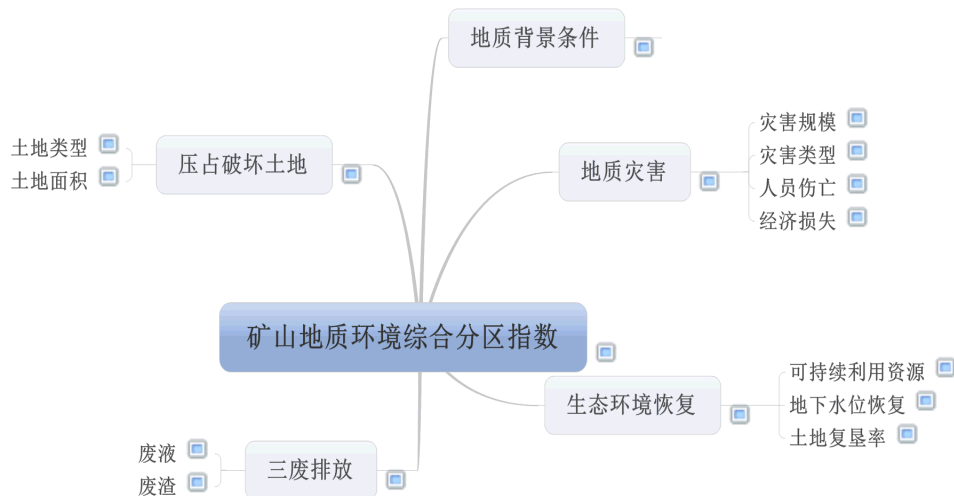 地质背景条件
土地类型
土地面积
压占破坏土地
地质灾害
灾害规模
灾害类型
人员伤亡
经济损失
矿山地质环境综合分区指数
生态环境恢复
可持续利用资源
地下水位恢复
土地复垦率
废液
废渣
三废排放